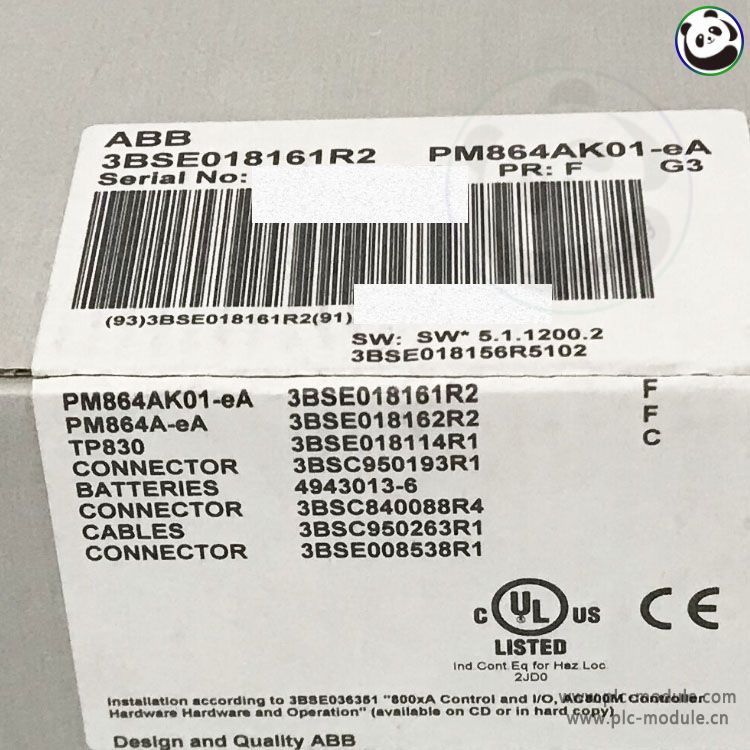 ABB
3BSE018161R2 PM864AK01-eA
Serial No: PR: F G3
(93)3BSE018161R2(91)
SW: SW* 5.1.1200.2
3BSE018156R5102
PM864AK01-eA 3BSE018161R2 F
PM864A-eA 3BSE018162R2 F
TP830 3BSE018114R1 C
CONNECTOR 3BSC950193R1
BATTERIES 4943013-6
CONNECTOR 3BSC840088R4
CABLES 3BSC950263R1
CONNECTOR 3BSE008538R1
C UL US CE
LISTED
Ind.Cont.Eq for Haz.Loc.
2JD0
Installation according to 3BSE036351 "800xA Control and I/O, AC800M Controller
Hardware Hardware and Operation" (available on CD or in hard copy)
www.plc-module.com
www.plc-module.cn
Design and Quality ABB